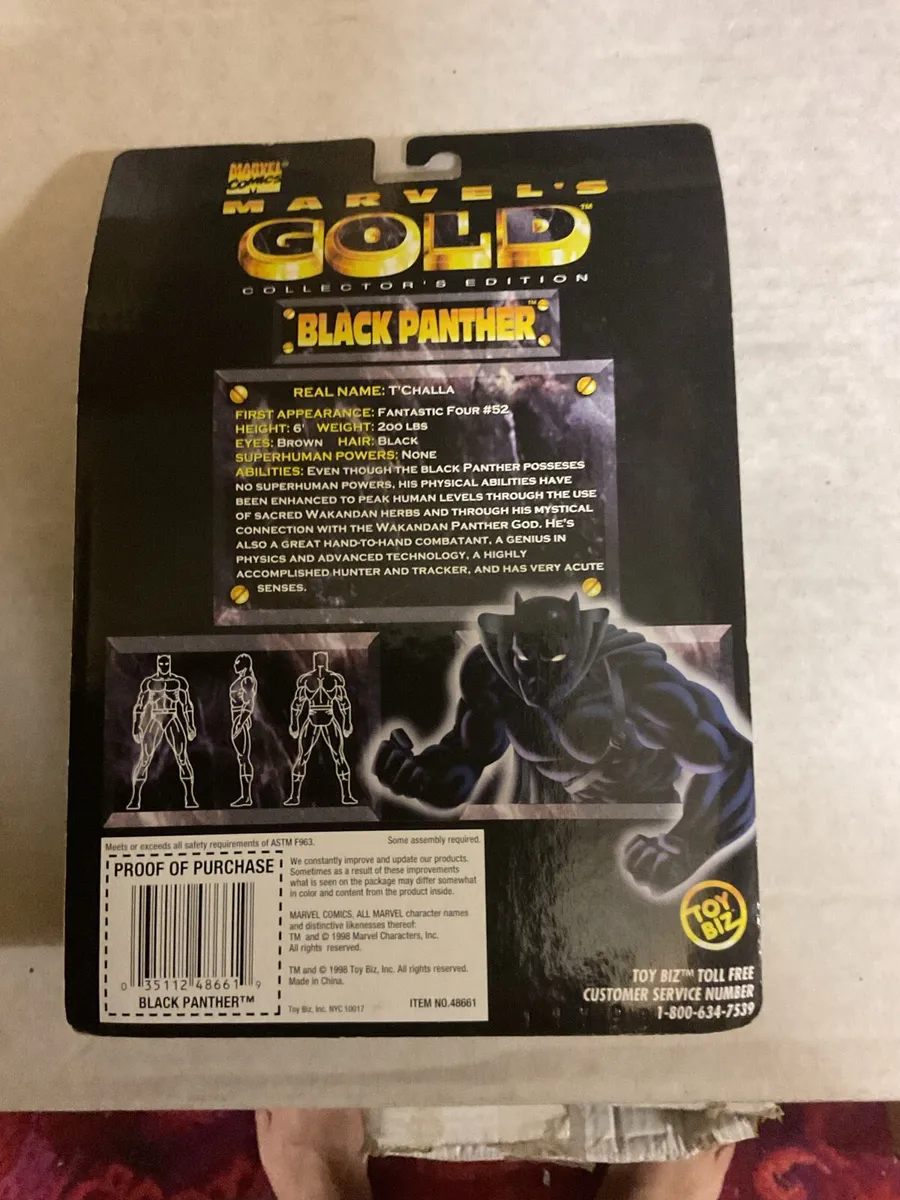 MARVEL
COMICS
MARVEL'S
GOLD™
COLLECTOR'S EDITION
BLACK PANTHER™
REAL NAME: T'CHALLA
FIRST APPEARANCE: FANTASTIC FOUR #52
HEIGHT: 6' WEIGHT: 200 LBS
EYES: BROWN HAIR: BLACK
SUPERHUMAN POWERS: NONE
ABILITIES: EVEN THOUGH THE BLACK PANTHER POSSESES
NO SUPERHUMAN POWERS, HIS PHYSICAL ABILITIES HAVE
BEEN ENHANCED TO PEAK HUMAN LEVELS THROUGH THE USE
OF SACRED WAKANDAN HERBS AND THROUGH HIS MYSTICAL
CONNECTION WITH THE WAKANDAN PANTHER GOD. HE'S
ALSO A GREAT HAND-TO-HAND COMBATANT, A GENIUS IN
PHYSICS AND ADVANCED TECHNOLOGY, A HIGHLY
ACCOMPLISHED HUNTER AND TRACKER, AND HAS VERY ACUTE
SENSES.
Meets or exceeds all safety requirements of ASTM F963. Some assembly required.
PROOF OF PURCHASE
0 35112 48661 9
BLACK PANTHER™
We constantly improve and update our products.
Sometimes as a result of these improvements
what is seen on the package may differ somewhat
in color and content from the product inside.
MARVEL COMICS, ALL MARVEL character names
and distinctive likenesses thereof:
TM and © 1998 Marvel Characters, Inc.
All rights reserved.
TM and © 1998 Toy Biz, Inc. All rights reserved.
Made in China.
Toy Biz, Inc. NYC 10017 ITEM NO.48661
TOY
BIZ
TOY BIZ™ TOLL FREE
CUSTOMER SERVICE NUMBER
1-800-634-7539